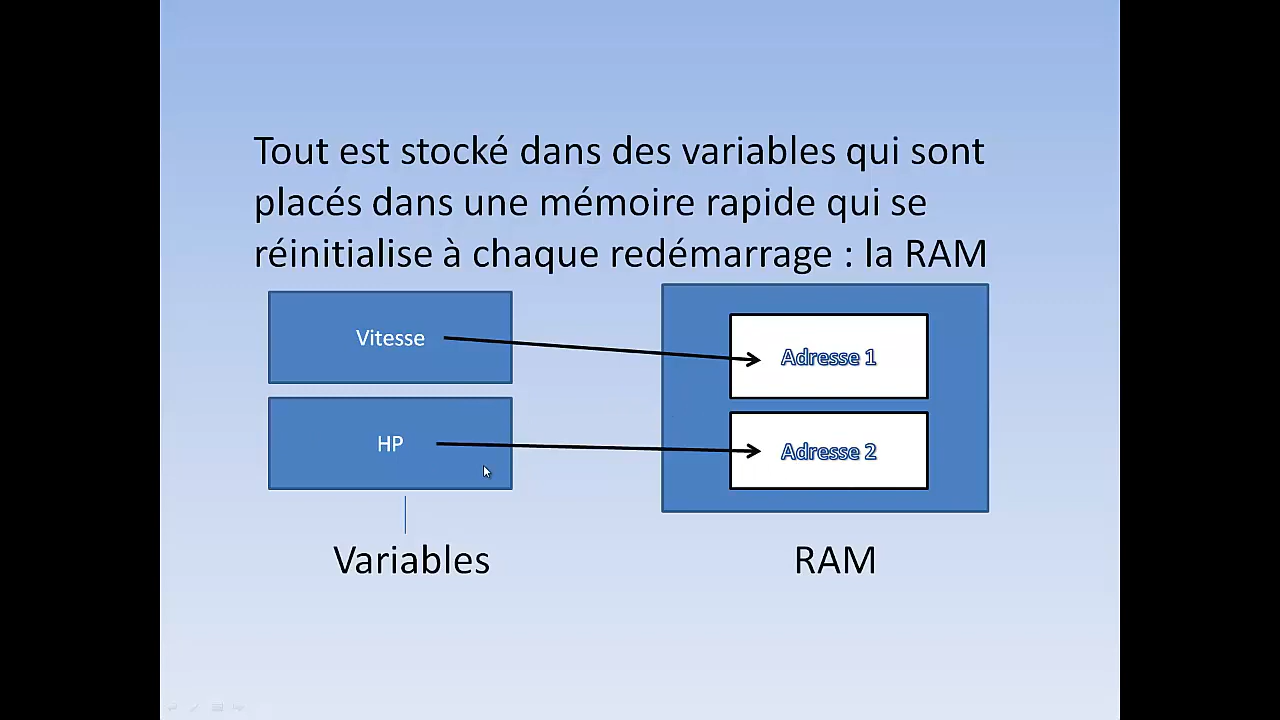 Tout est stocké dans des variables qui sont
placés dans une mémoire rapide qui se
réinitialise à chaque redémarrage : la RAM
Vitesse
Adresse 1
HP
Adresse 2
Variables
RAM